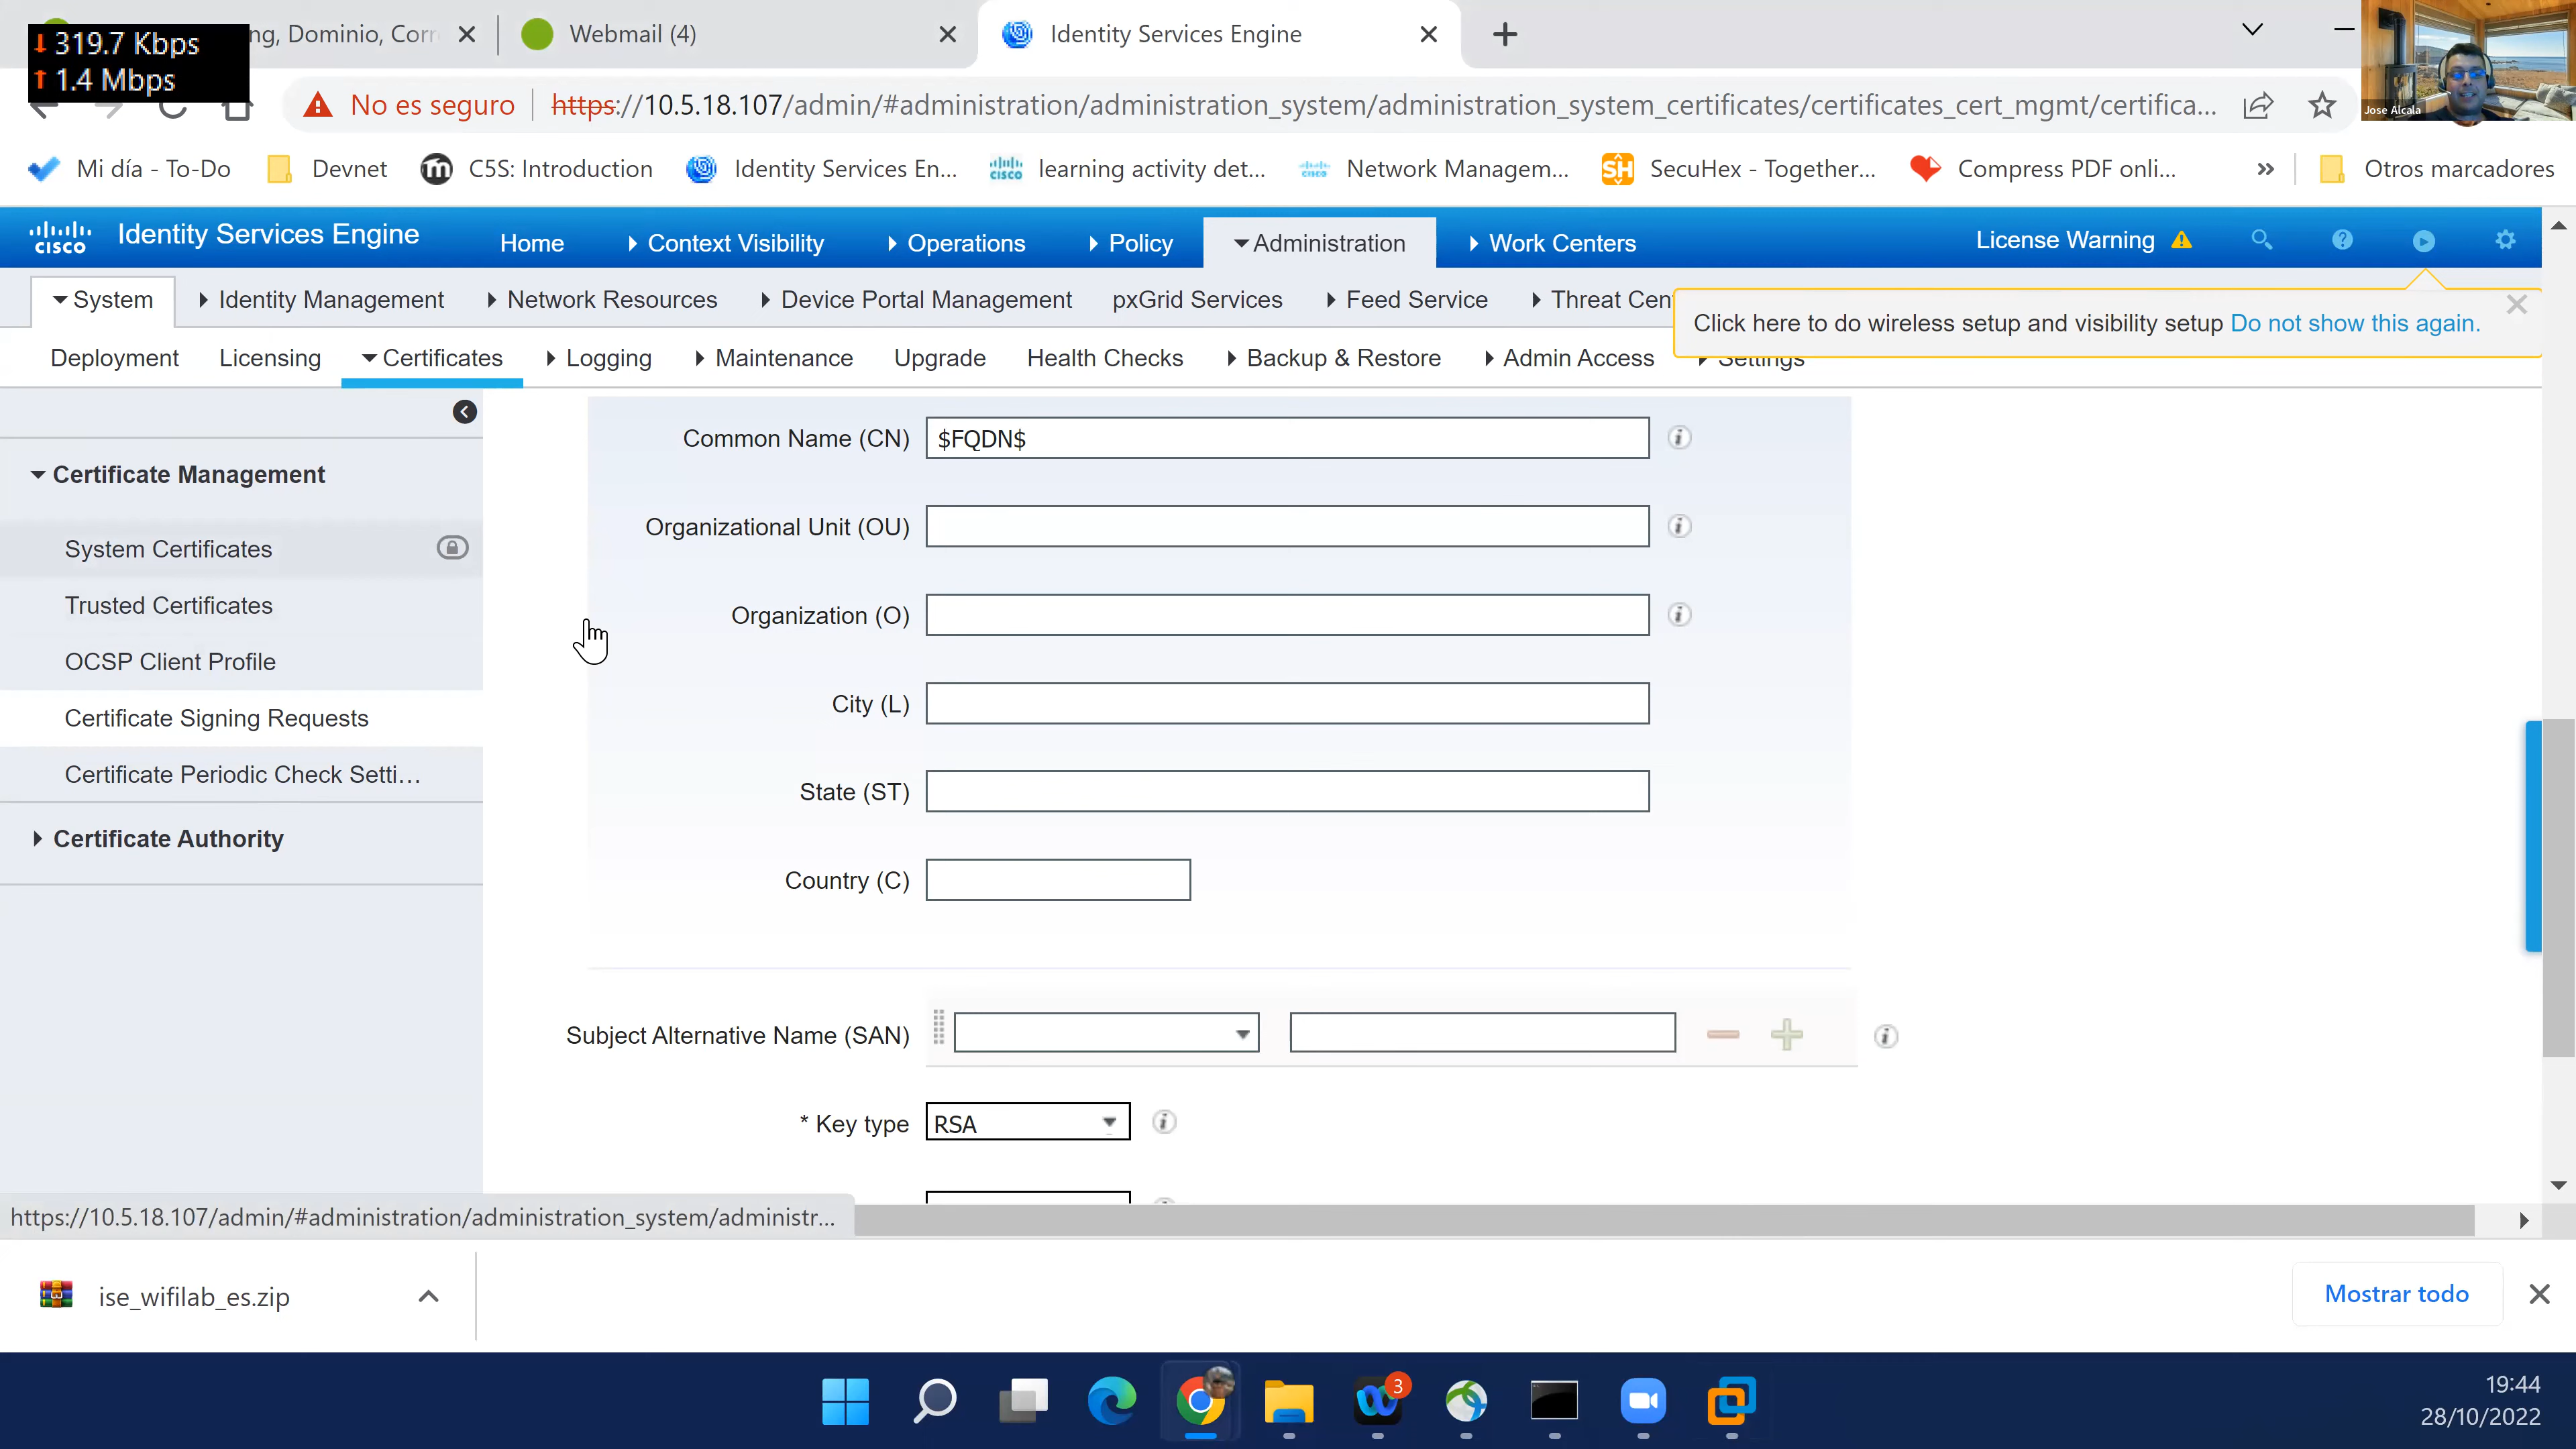 ↓ 319.7 Kbps
↑ 1.4 Mbps
ng, Dominio, Corr
Webmail (4)
Identity Services Engine
No es seguro
https://10.5.18.107/admin/#administration/administration_system/administration_system_certificates/certificates_cert_mgmt/certifica...
Jose Alcala
Mi día - To-Do
Devnet
C5S: Introduction
Identity Services En...
learning activity det...
Network Managem...
SecuHex - Together...
Compress PDF onli...
»
Otros marcadores
cisco
Identity Services Engine
Home
Context Visibility
Operations
Policy
Administration
Work Centers
License Warning
System
Identity Management
Network Resources
Device Portal Management
pxGrid Services
Feed Service
Threat Cen
Click here to do wireless setup and visibility setup Do not show this again.
Deployment
Licensing
Certificates
Logging
Maintenance
Upgrade
Health Checks
Backup & Restore
Admin Access
Settings
Certificate Management
System Certificates
Trusted Certificates
OCSP Client Profile
Certificate Signing Requests
Certificate Periodic Check Setti...
Certificate Authority
Common Name (CN)
$FQDN$
Organizational Unit (OU)
Organization (O)
City (L)
State (ST)
Country (C)
Subject Alternative Name (SAN)
* Key type
RSA
https://10.5.18.107/admin/#administration/administration_system/administr...
ise_wifilab_es.zip
Mostrar todo
3
19:44
28/10/2022